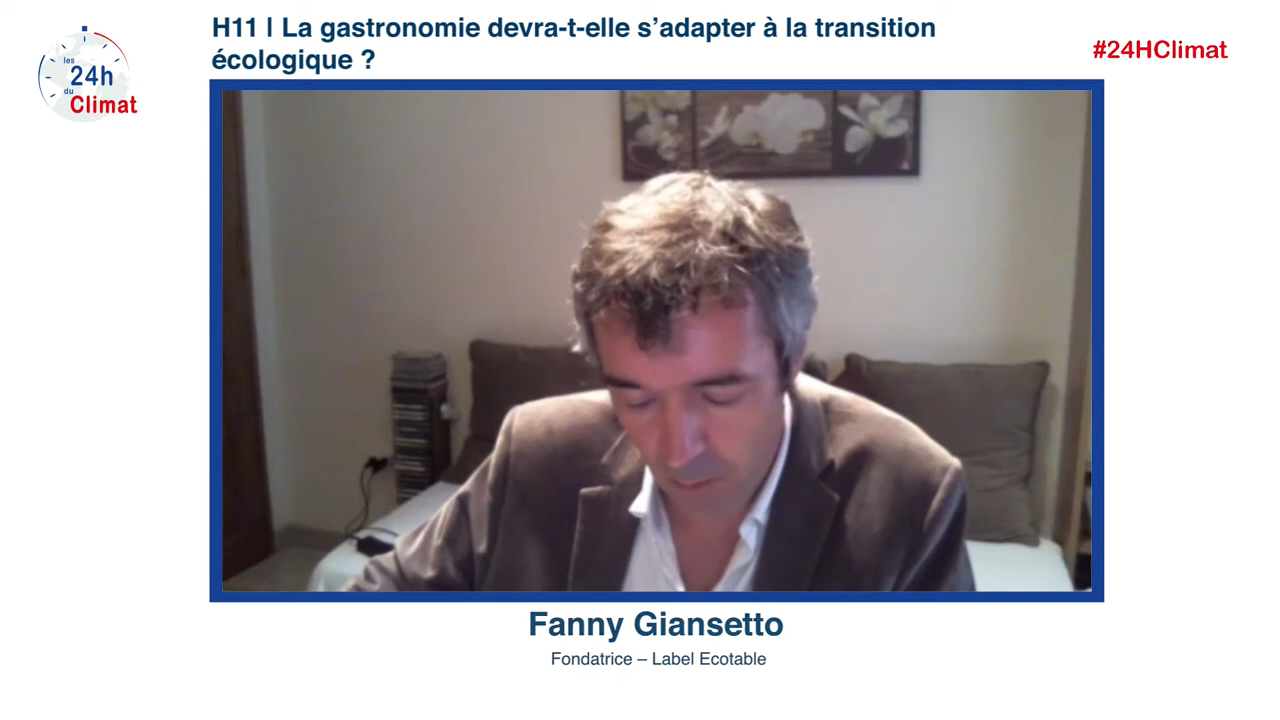 H11 | La gastronomie devra-t-elle s’adapter à la transition
écologique ?
#24HClimat
les
24h
du
Climat
Fanny Giansetto
Fondatrice – Label Ecotable